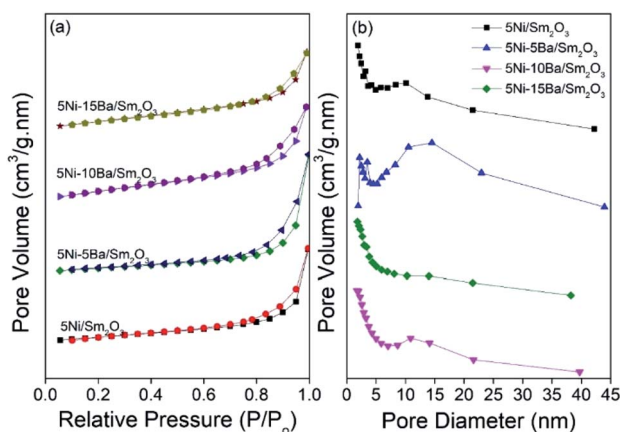 (a)
5Ni-15Ba/Sm₂O₃
5Ni-10Ba/Sm₂O₃
5Ni-5Ba/Sm₂O₃
5Ni/Sm₂O₃
Pore Volume (cm³/g.nm)
0.0 0.2 0.4 0.6 0.8 1.0
Relative Pressure (P/Pₒ)
(b)
5Ni/Sm₂O₃
5Ni-5Ba/Sm₂O₃
5Ni-10Ba/Sm₂O₃
5Ni-15Ba/Sm₂O₃
Pore Volume (cm³/g.nm)
0 5 10 15 20 25 30 35 40 45
Pore Diameter (nm)